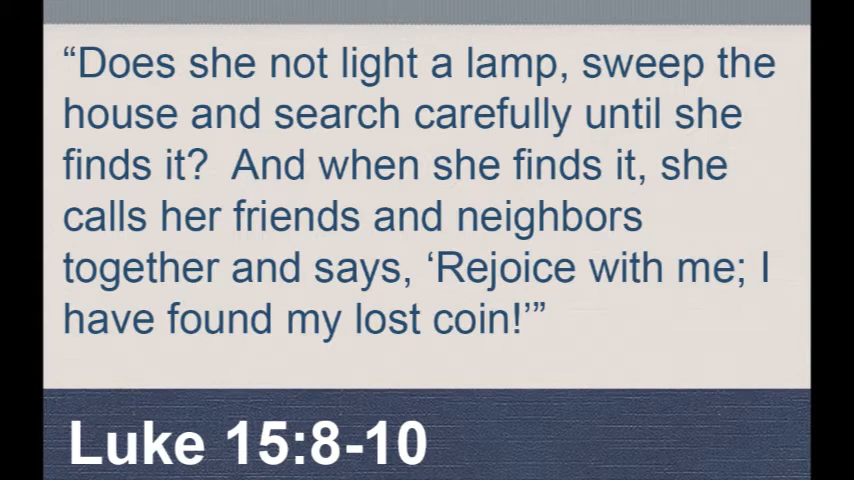 “Does she not light a lamp, sweep the
house and search carefully until she
finds it?  And when she finds it, she
calls her friends and neighbors
together and says, ‘Rejoice with me; I
have found my lost coin!’”
Luke 15:8-10